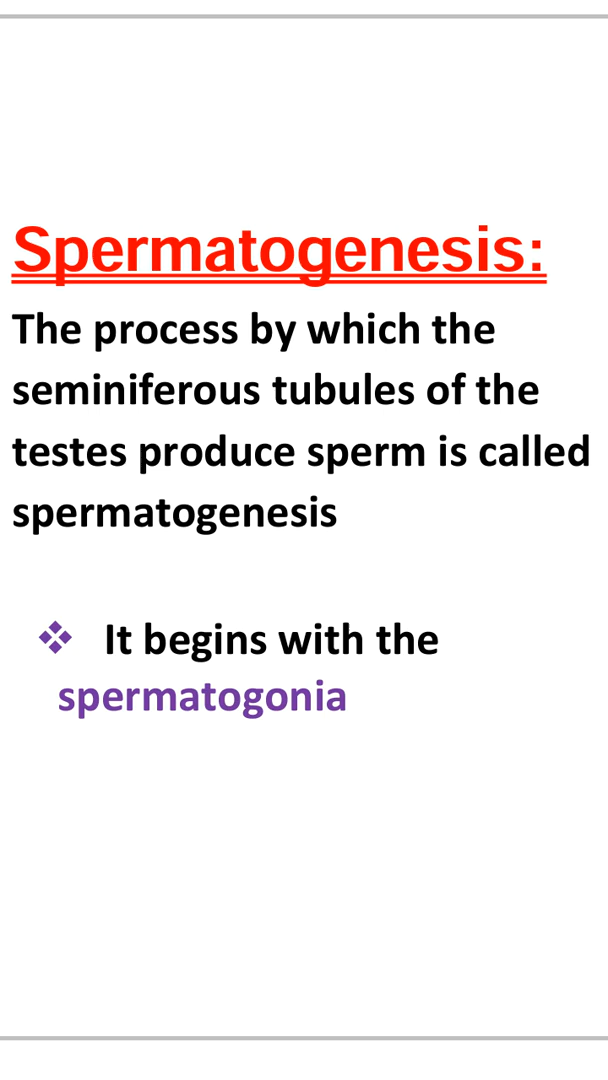 Spermatogenesis:
The process by which the
seminiferous tubules of the
testes produce sperm is called
spermatogenesis
❖ It begins with the
spermatogonia